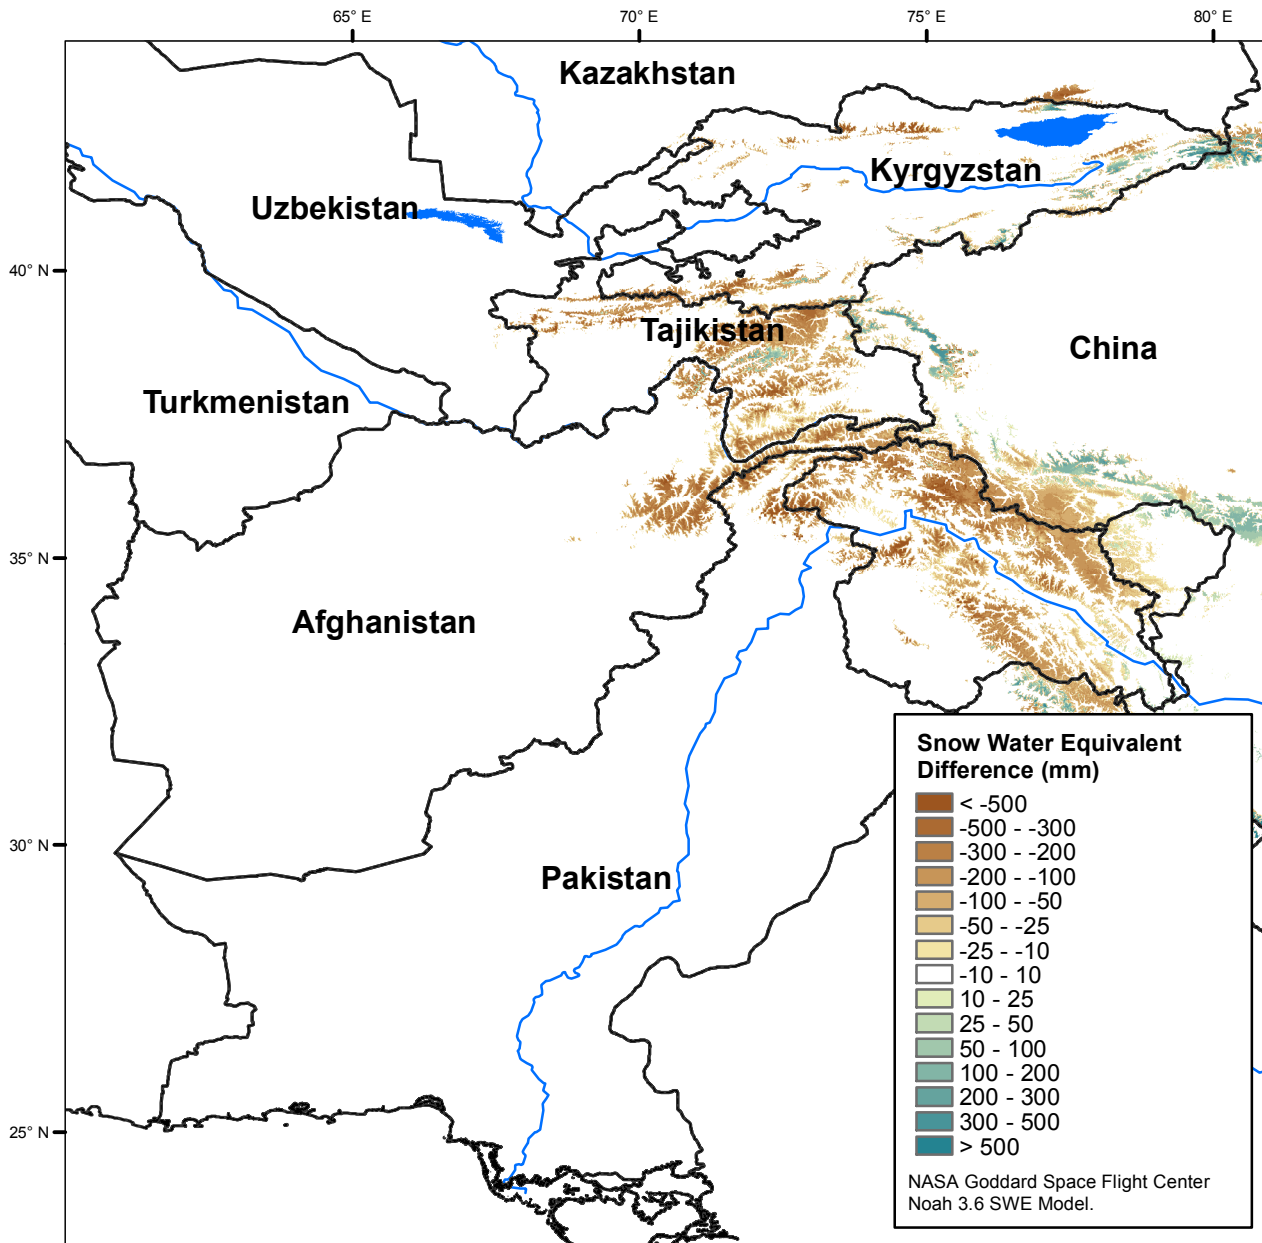 65° E
70° E
75° E
80° E
Kazakhstan
Kyrgyzstan
Uzbekistan
40° N
Tajikistan
China
Turkmenistan
35° N
Afghanistan
30° N
Pakistan
25° N
Snow Water Equivalent
Difference (mm)
< -500
-500 - -300
-300 - -200
-200 - -100
-100 - -50
-50 - -25
-25 - -10
-10 - 10
10 - 25
25 - 50
50 - 100
100 - 200
200 - 300
300 - 500
> 500
NASA Goddard Space Flight Center
Noah 3.6 SWE Model.